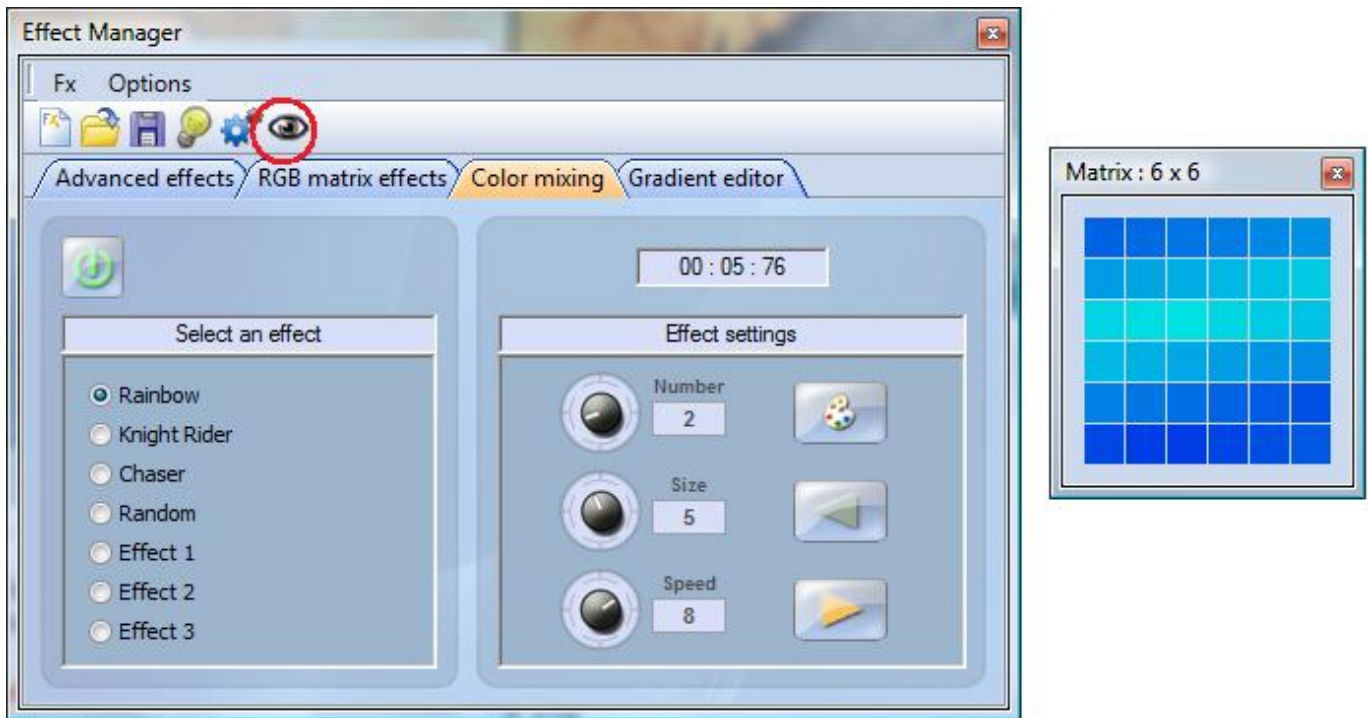 Effect Manager
Fx Options
FX
Advanced effects RGB matrix effects Color mixing Gradient editor
00 : 05 : 76
Select an effect
Rainbow
Knight Rider
Chaser
Random
Effect 1
Effect 2
Effect 3
Effect settings
Number
2
Size
5
Speed
8
Matrix : 6 x 6